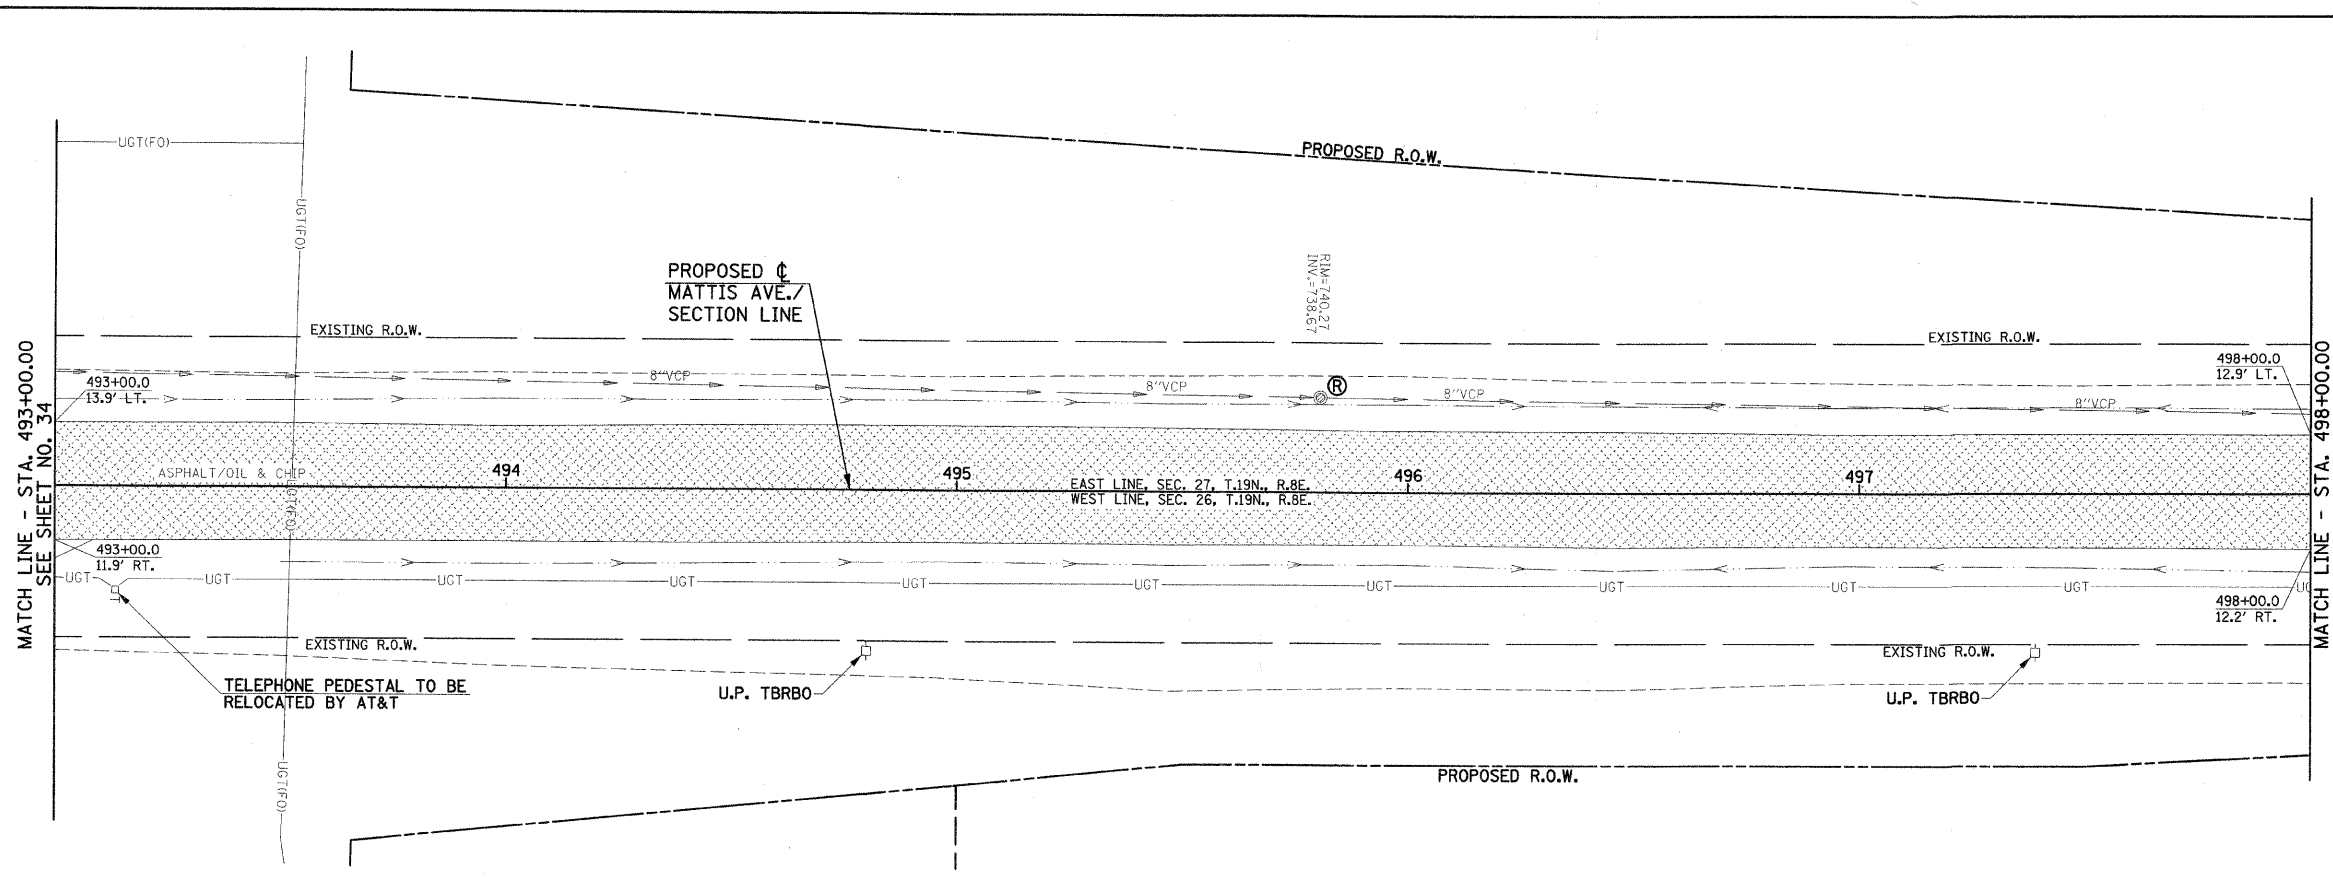 UGT(FO)
PROPOSED R.O.W.
UGT(FO)
RIM=740.27
INV.=738.67
PROPOSED ℄
MATTIS AVE./
SECTION LINE
EXISTING R.O.W.
EXISTING R.O.W.
MATCH LINE - STA. 493+00.00
SEE SHEET NO. 34
493+00.0
13.9' LT.
8"VCP
8"VCP
Ⓡ
8"VCP
8"VCP
498+00.0
12.9' LT.
MATCH LINE - STA. 498+00.00
ASPHALT/OIL & CHIP
UGT(FO)
494
495
496
497
EAST LINE, SEC. 27, T.19N., R.8E.
WEST LINE, SEC. 26, T.19N., R.8E.
493+00.0
11.9' RT.
UGT
UGT
UGT
UGT
UGT
UGT
UGT
UGT
UGT
UGT
UG
498+00.0
12.2' RT.
EXISTING R.O.W.
EXISTING R.O.W.
TELEPHONE PEDESTAL TO BE
RELOCATED BY AT&T
U.P. TBRBO
U.P. TBRBO
UGT(FO)
PROPOSED R.O.W.